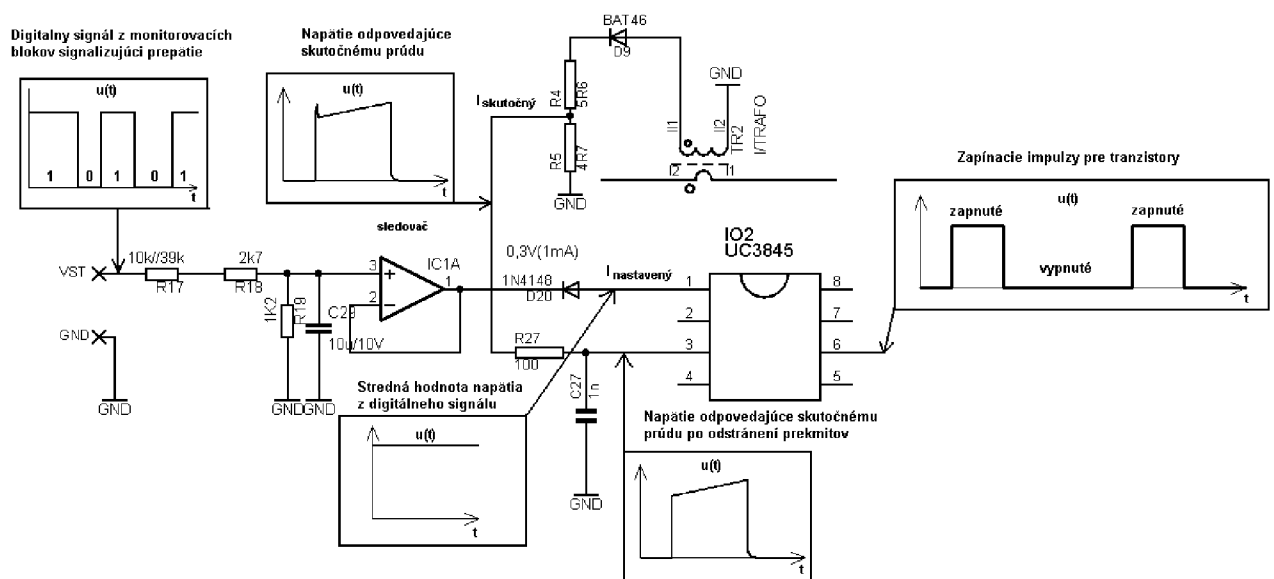 Digitalny signál z monitorovacích
blokov signalizujúci prepätie
u(t)
1 0 1 0 1
t
Napätie odpovedajúce
skutočnému prúdu
u(t)
t
BAT46
D9
GND
R4
5R6
I skutočný
R5
4R7
GND
II1
II2
TR2
I/TRAFO
I2
I1
Zapínacie impulzy pre tranzistory
u(t)
zapnuté
zapnuté
vypnuté
t
sledovač
VST
10k//39k
R17
2k7
R18
1K2
R19
C29
10u/10V
3
2
1
IC1A
0,3V(1mA)
1N4148
D20
I nastavený
IO2
UC3845
1
2
3
4
8
7
6
5
R27
100
C27
1n
GND
GND
GND
GND
GND
Stredná hodnota napätia
z digitálneho signálu
u(t)
t
Napätie odpovedajúce skutočnému
prúdu po odstránení prekmitov
u(t)
t